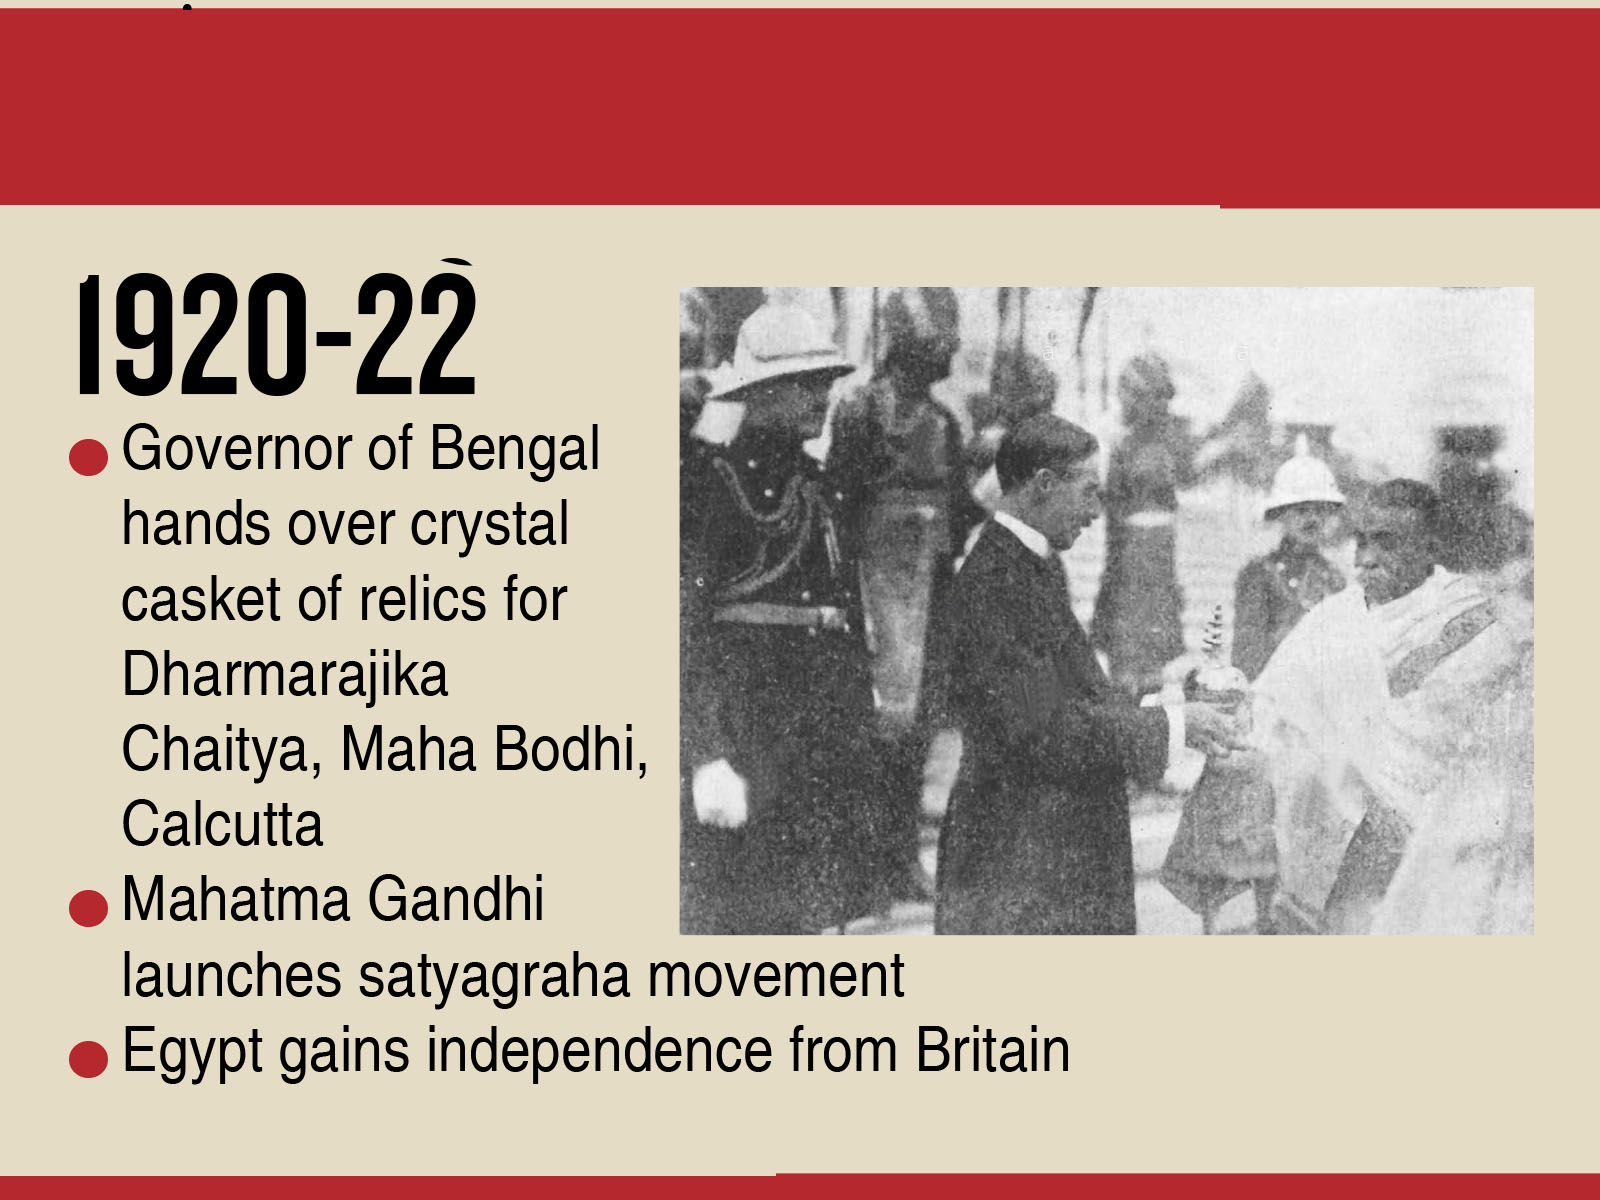 1920-22
Governor of Bengal
hands over crystal
casket of relics for
Dharmarajika
Chaitya, Maha Bodhi,
Calcutta
Mahatma Gandhi
launches satyagraha movement
Egypt gains independence from Britain